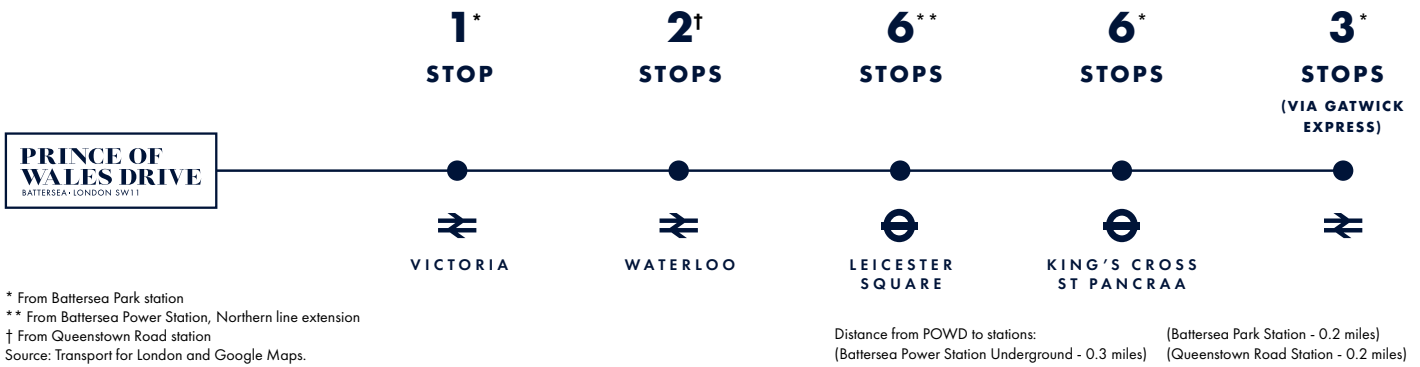 1*
STOP
2†
STOPS
6**
STOPS
6*
STOPS
3*
STOPS
(VIA GATWICK
EXPRESS)
PRINCE OF
WALES DRIVE
BATTERSEA • LONDON SW11
VICTORIA
WATERLOO
LEICESTER
SQUARE
KING'S CROSS
ST PANCRAA
* From Battersea Park station
** From Battersea Power Station, Northern line extension
† From Queenstown Road station
Source: Transport for London and Google Maps.
Distance from POWD to stations:
(Battersea Power Station Underground - 0.3 miles)
(Battersea Park Station - 0.2 miles)
(Queenstown Road Station - 0.2 miles)